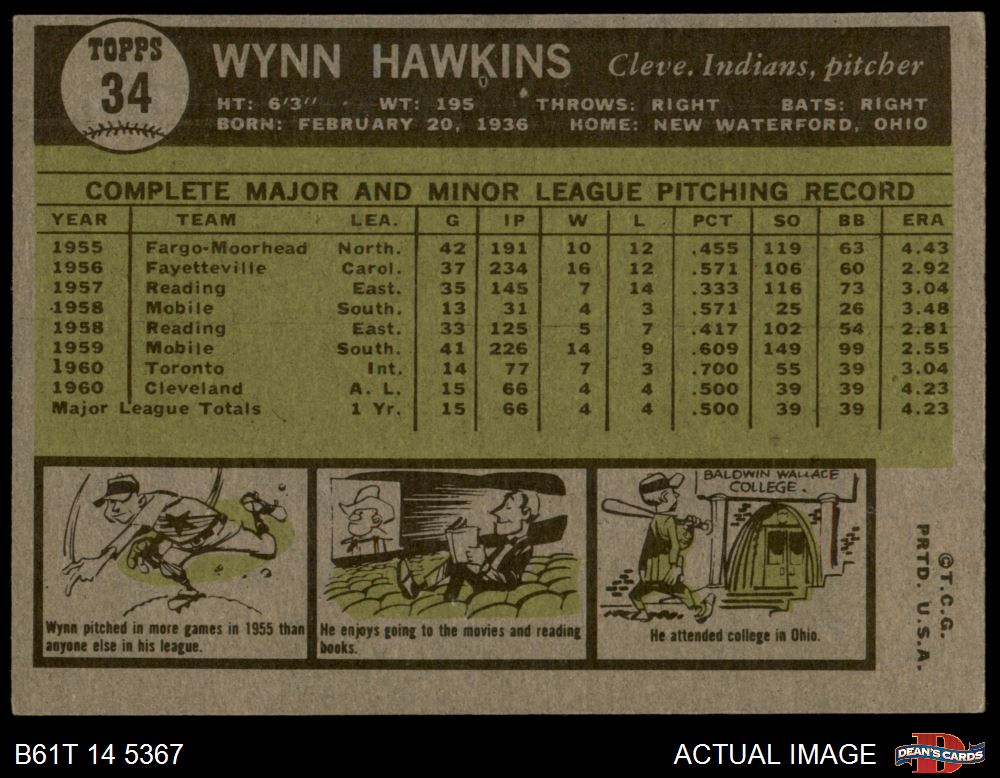 TOPPS
34
WYNN HAWKINS Cleve. Indians, pitcher
HT: 6'3" WT: 195 THROWS: RIGHT BATS: RIGHT
BORN: FEBRUARY 20, 1936 HOME: NEW WATERFORD, OHIO
COMPLETE MAJOR AND MINOR LEAGUE PITCHING RECORD
YEAR TEAM LEA. G IP W L PCT SO BB ERA
1955 Fargo-Moorhead North. 42 191 10 12 .455 119 63 4.43
1956 Fayetteville Carol. 37 234 16 12 .571 106 60 2.92
1957 Reading East. 35 145 7 14 .333 116 73 3.04
1958 Mobile South. 13 31 4 3 .571 25 26 3.48
1958 Reading East. 33 125 5 7 .417 102 54 2.81
1959 Mobile South. 41 226 14 9 .609 149 99 2.55
1960 Toronto Int. 14 77 7 3 .700 55 39 3.04
1960 Cleveland A. L. 15 66 4 4 .500 39 39 4.23
Major League Totals 1 Yr. 15 66 4 4 .500 39 39 4.23
Wynn pitched in more games in 1955 than
anyone else in his league.
He enjoys going to the movies and reading
books.
BALDWIN WALLACE
COLLEGE.
He attended college in Ohio.
©T.C.G.
PRTD. U.S.A.
B61T 14 5367
ACTUAL IMAGE
DEAN'S CARDS